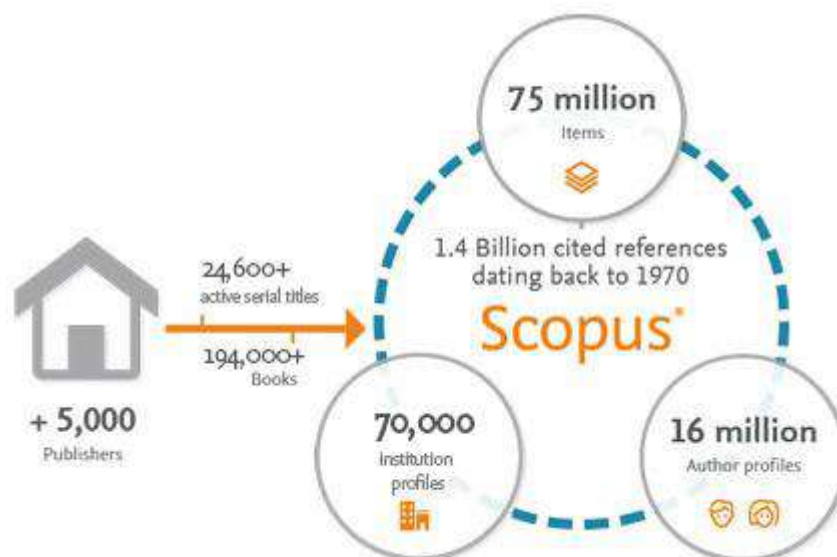 75 million
Items
1.4 Billion cited references
dating back to 1970
Scopus®
24,600+
active serial titles
194,000+
Books
+ 5,000
Publishers
70,000
Institution
profiles
16 million
Author profiles